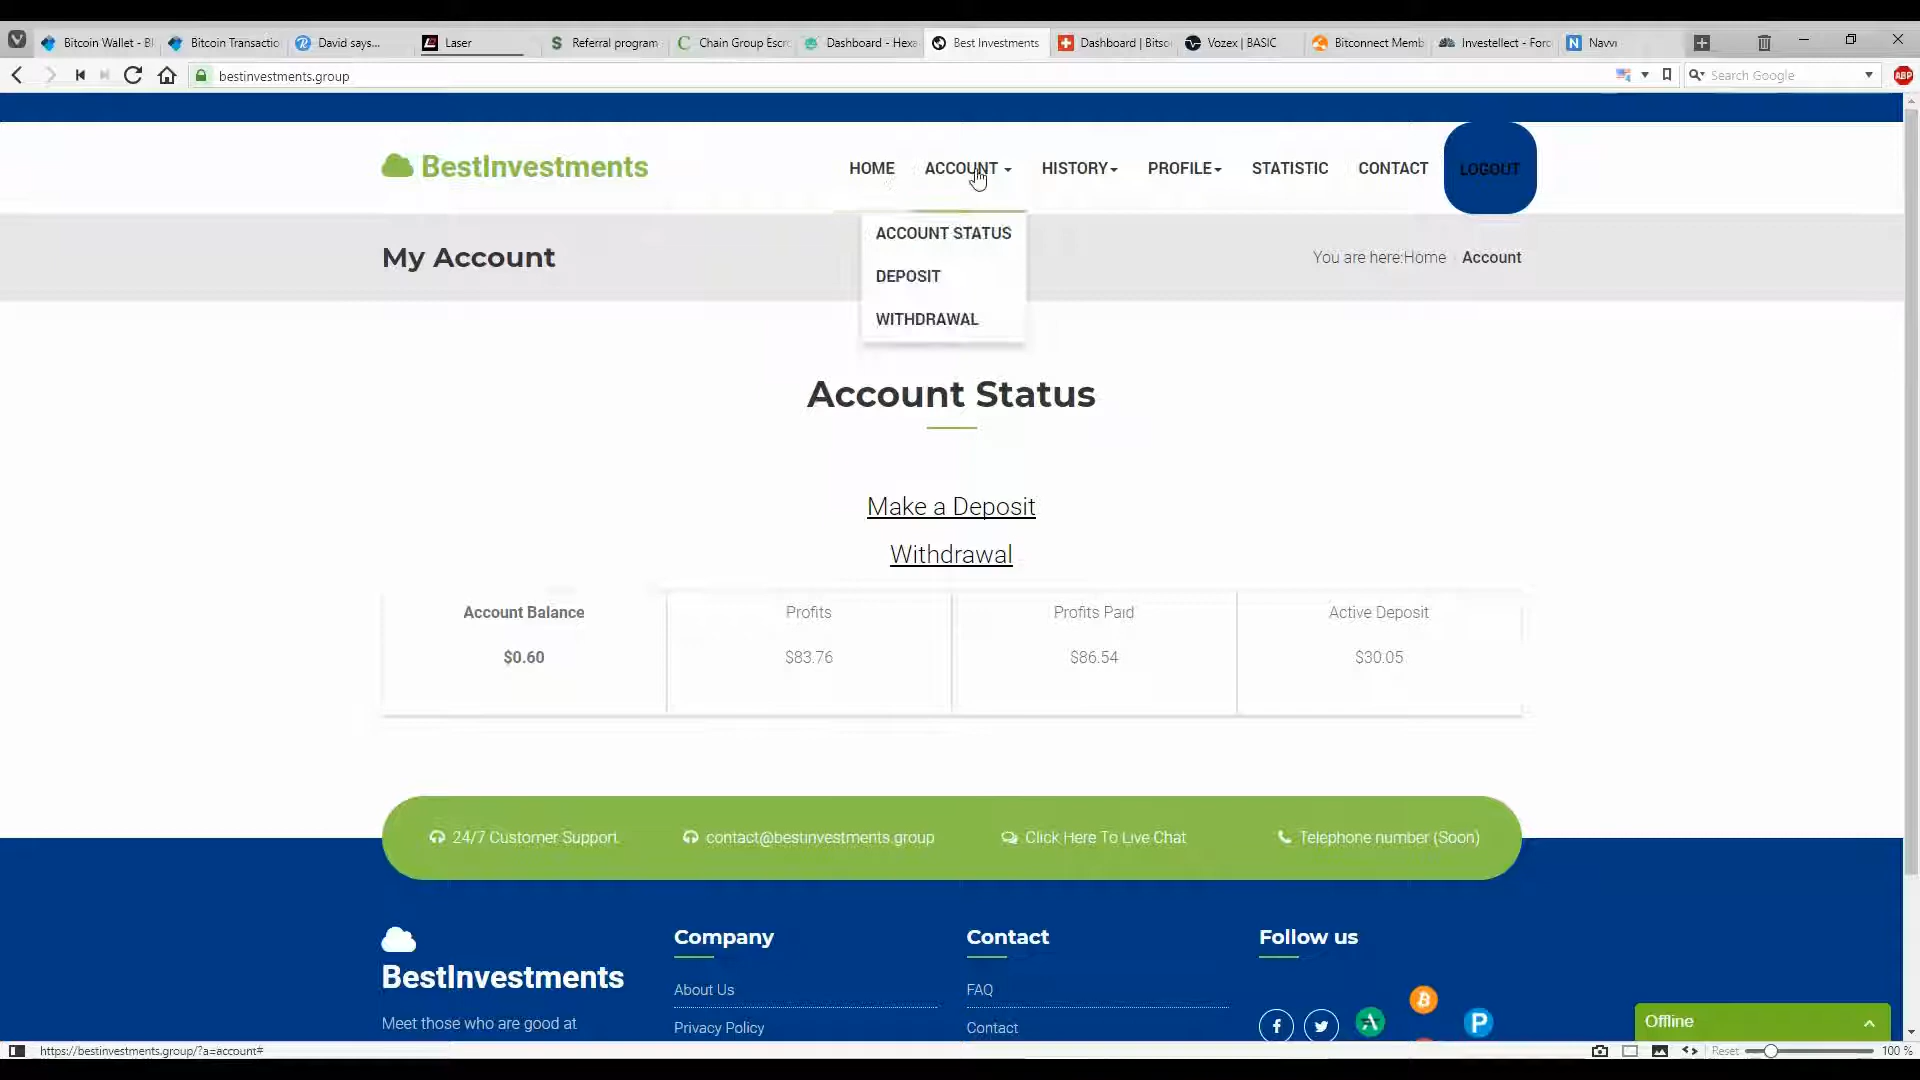 Bitcoin Wallet - Bl
Bitcoin Transactio
David says...
Laser
Referral program
Chain Group Escr
Dashboard - Hexa
Best Investments
Dashboard | Bitso
Vozex | BASIC
Bitconnect Memb
Investellect - Forc
Navvi
bestinvestments.group
Search Google
ABP
BestInvestments
HOME
ACCOUNT
HISTORY
PROFILE
STATISTIC
CONTACT
LOGOUT
ACCOUNT STATUS
DEPOSIT
WITHDRAWAL
My Account
You are here:Home Account
Account Status
Make a Deposit
Withdrawal
Account Balance
Profits
Profits Paid
Active Deposit
$0.60
$83.76
$86.54
$30.05
24/7 Customer Support
contact@bestinvestments.group
Click Here To Live Chat
Telephone number (Soon)
BestInvestments
Company
Contact
Follow us
About Us
FAQ
Meet those who are good at
Privacy Policy
Contact
Offline
https://bestinvestments.group/?a=account#
Reset
100 %